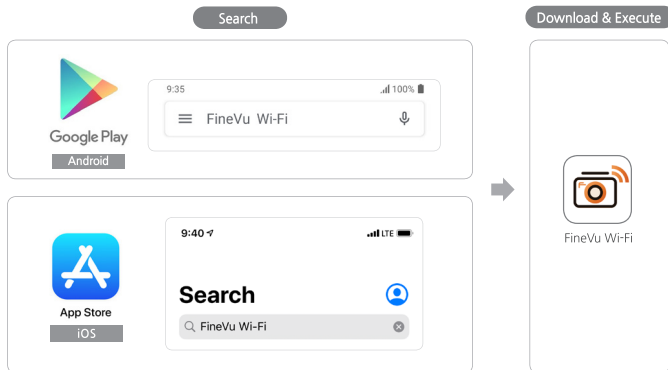 Search
Download & Execute
Google Play
Android
9:35
100%
FineVu Wi-Fi
App Store
iOS
9:40
LTE
Search
FineVu Wi-Fi
FineVu Wi-Fi